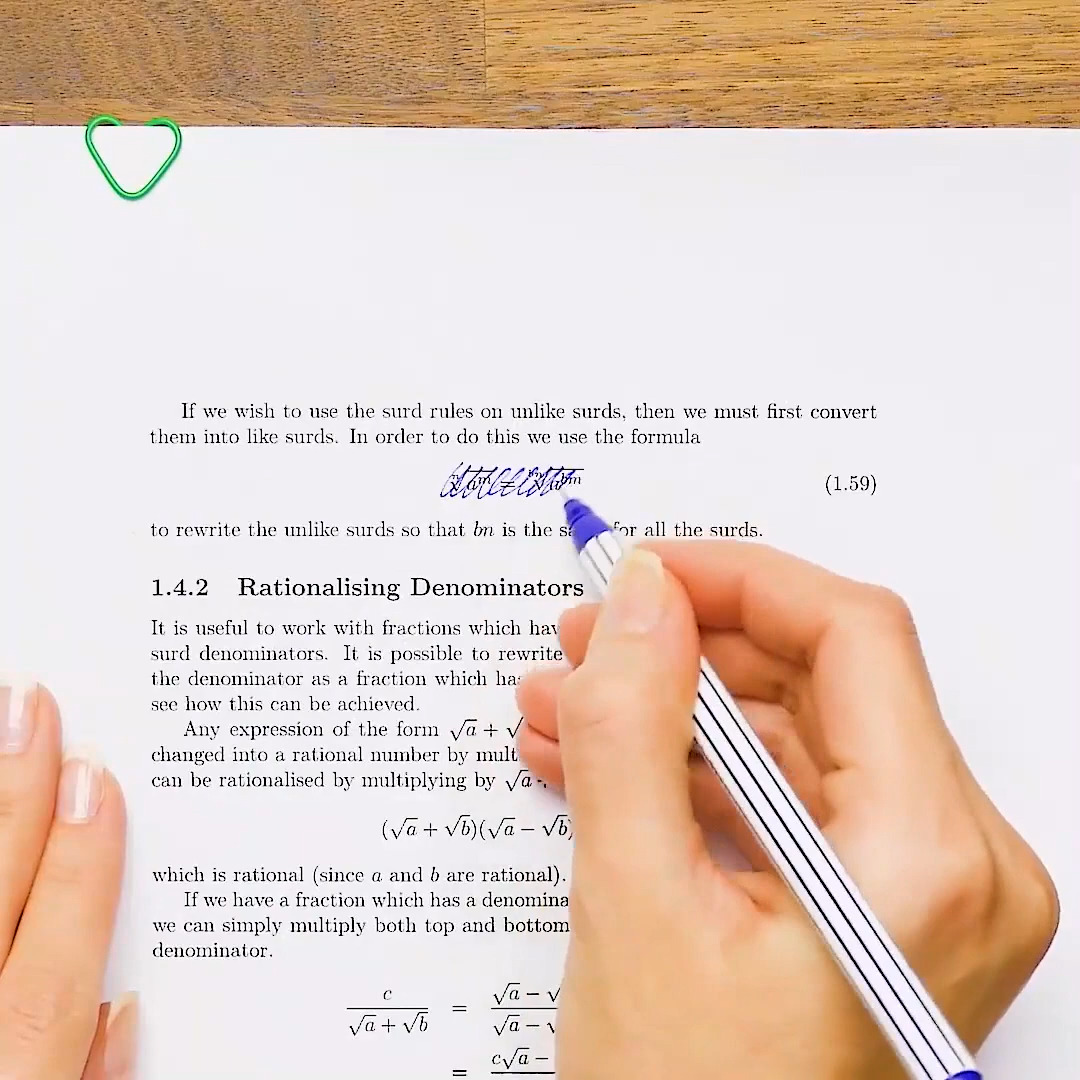 If we wish to use the surd rules on unlike surds, then we must first convert
them into like surds. In order to do this we use the formula
(1.59)
to rewrite the unlike surds so that bn is the for all the surds.
1.4.2 Rationalising Denominators
It is useful to work with fractions which
surd denominators. It is possible to rewrite
the denominator as a fraction which
see how this can be achieved.
Any expression of the form √a + √
changed into a rational number by
can be rationalised by multiplying by √a -
(√a + √b)(√a − √b)
which is rational (since a and b are rational).
If we have a fraction which has a
we can simply multiply both top and bottom
denominator.
c/(√a + √b) = (√a − √)/(√a − √)
= c√a −